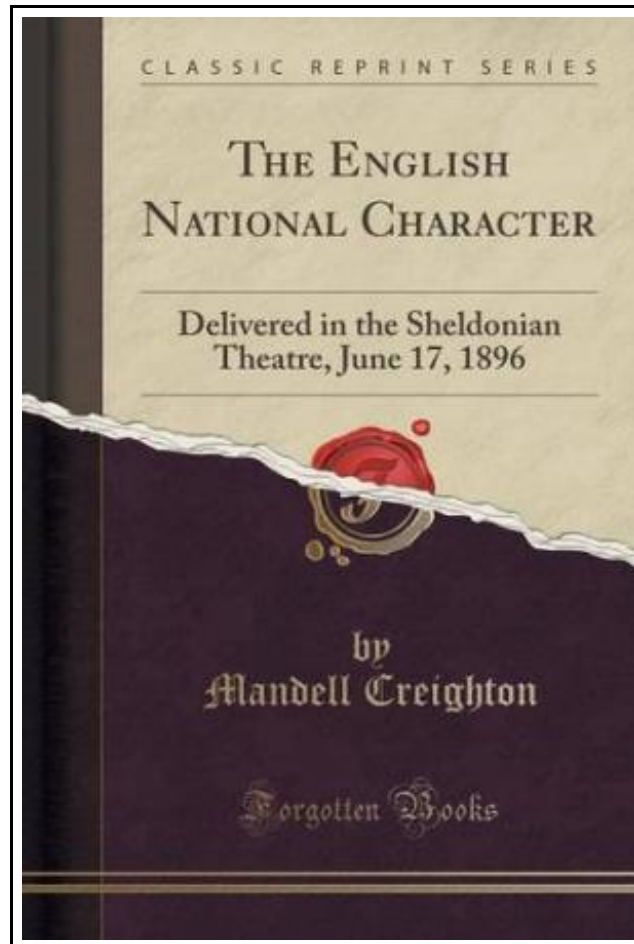 CLASSIC REPRINT SERIES
THE ENGLISH
NATIONAL CHARACTER
Delivered in the Sheldonian
Theatre, June 17, 1896
by
Mandell Creighton
Forgotten Books